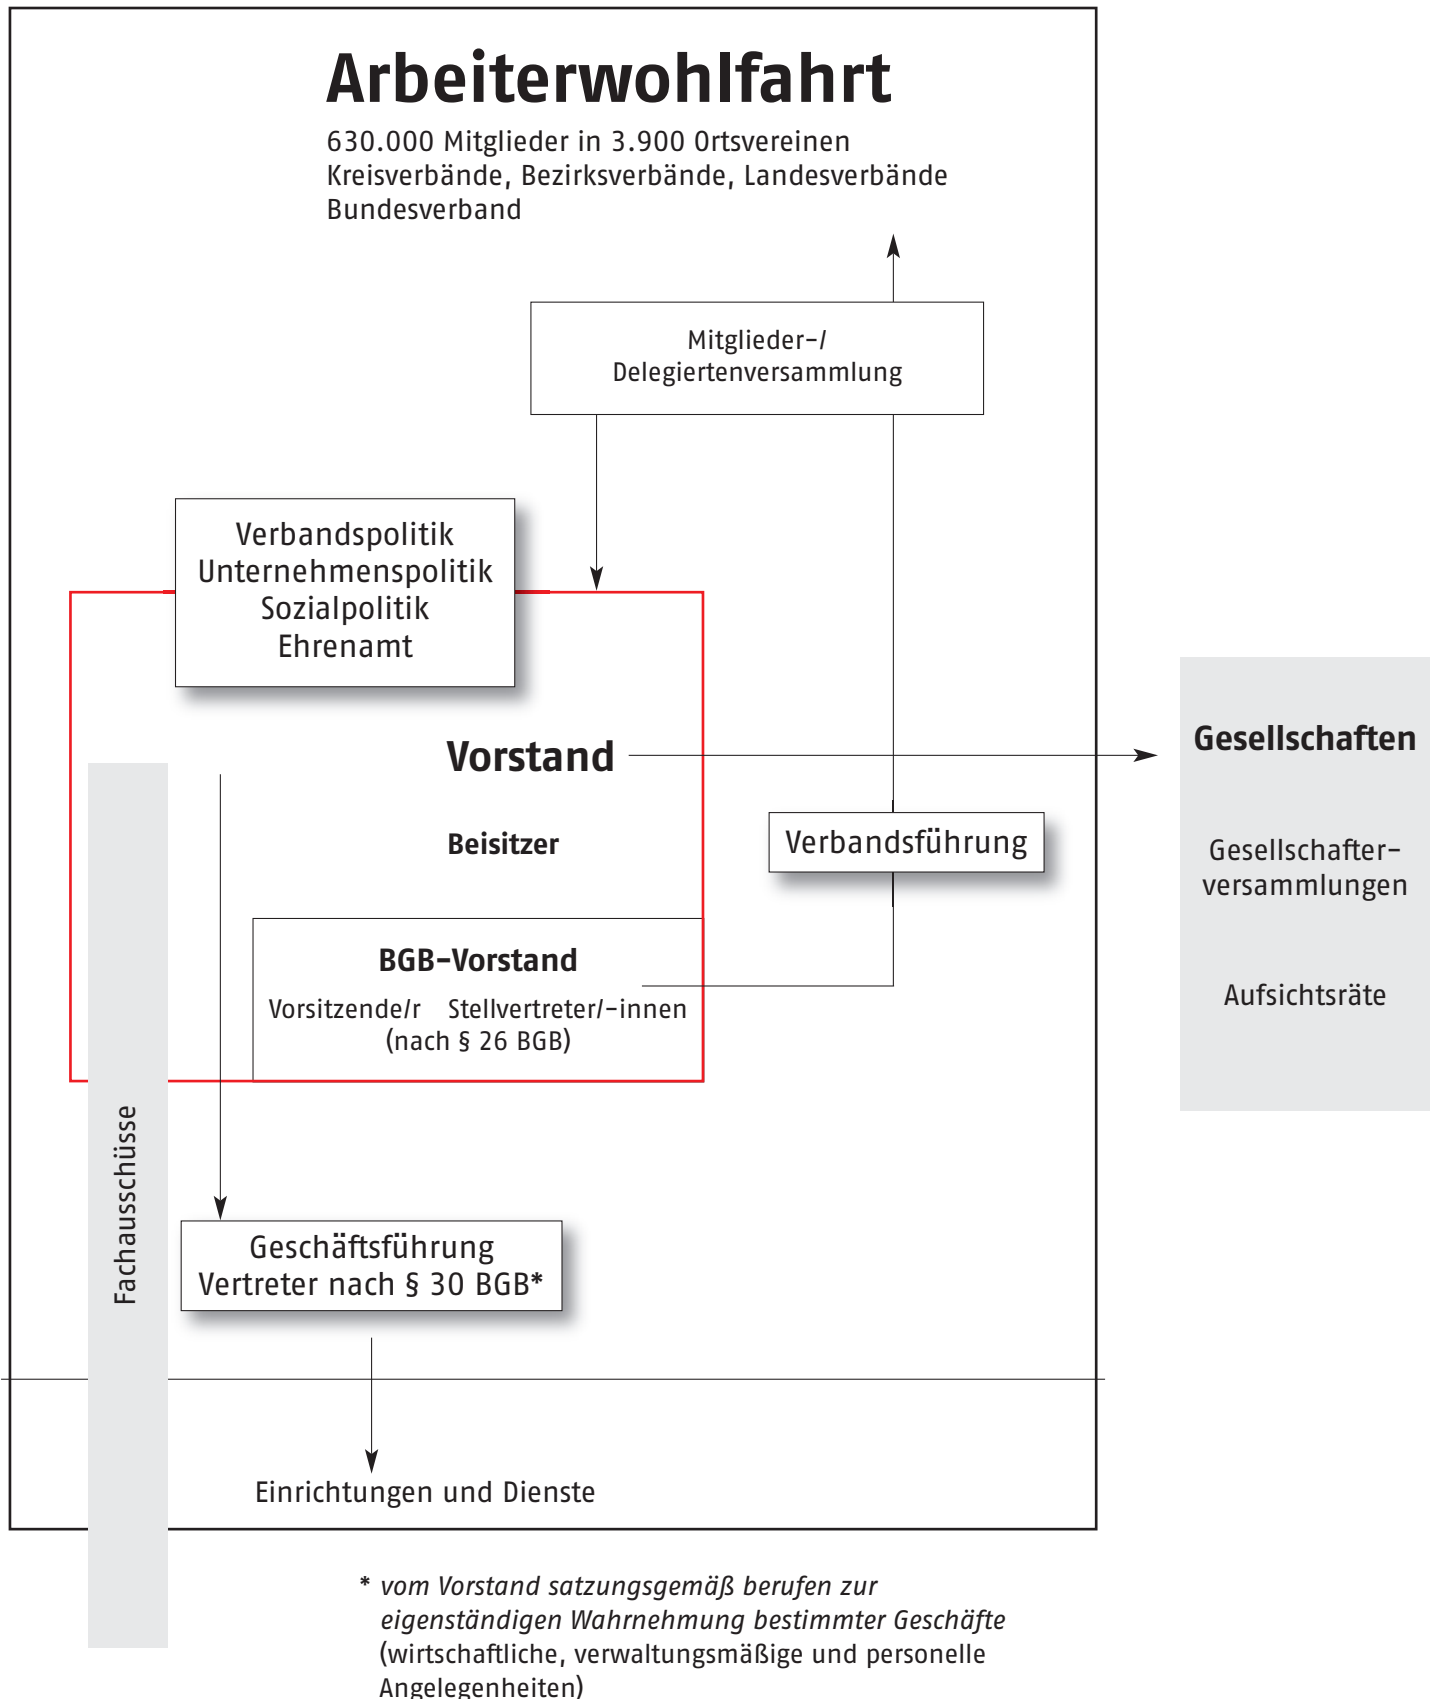 Arbeiterwohlfahrt
630.000 Mitglieder in 3.900 Ortsvereinen
Kreisverbände, Bezirksverbände, Landesverbände
Bundesverband
Mitglieder-/
Delegiertenversammlung
Verbandspolitik
Unternehmenspolitik
Sozialpolitik
Ehrenamt
Vorstand
Beisitzer
BGB-Vorstand
Vorsitzende/r Stellvertreter/-innen
(nach § 26 BGB)
Verbandsführung
Gesellschaften
Gesellschafter-
versammlungen
Aufsichtsräte
Fachausschüsse
Geschäftsführung
Vertreter nach § 30 BGB*
Einrichtungen und Dienste
* vom Vorstand satzungsgemäß berufen zur
eigenständigen Wahrnehmung bestimmter Geschäfte
(wirtschaftliche, verwaltungsmäßige und personelle
Angelegenheiten)